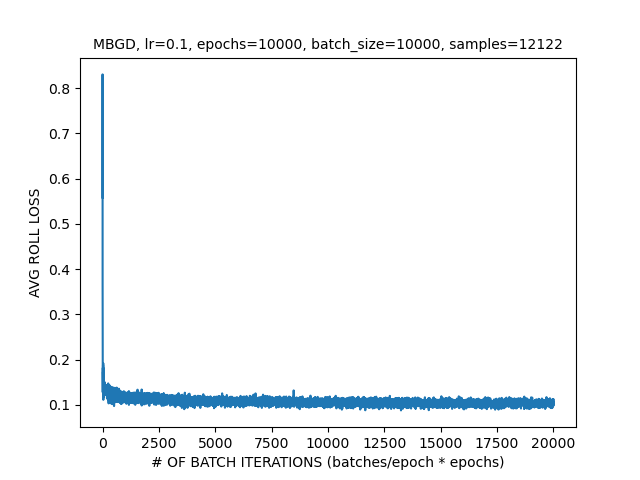 MBGD, lr=0.1, epochs=10000, batch_size=10000, samples=12122
0.8
0.7
0.6
0.5
0.4
0.3
0.2
0.1
AVG ROLL LOSS
0 2500 5000 7500 10000 12500 15000 17500 20000
# OF BATCH ITERATIONS (batches/epoch * epochs)